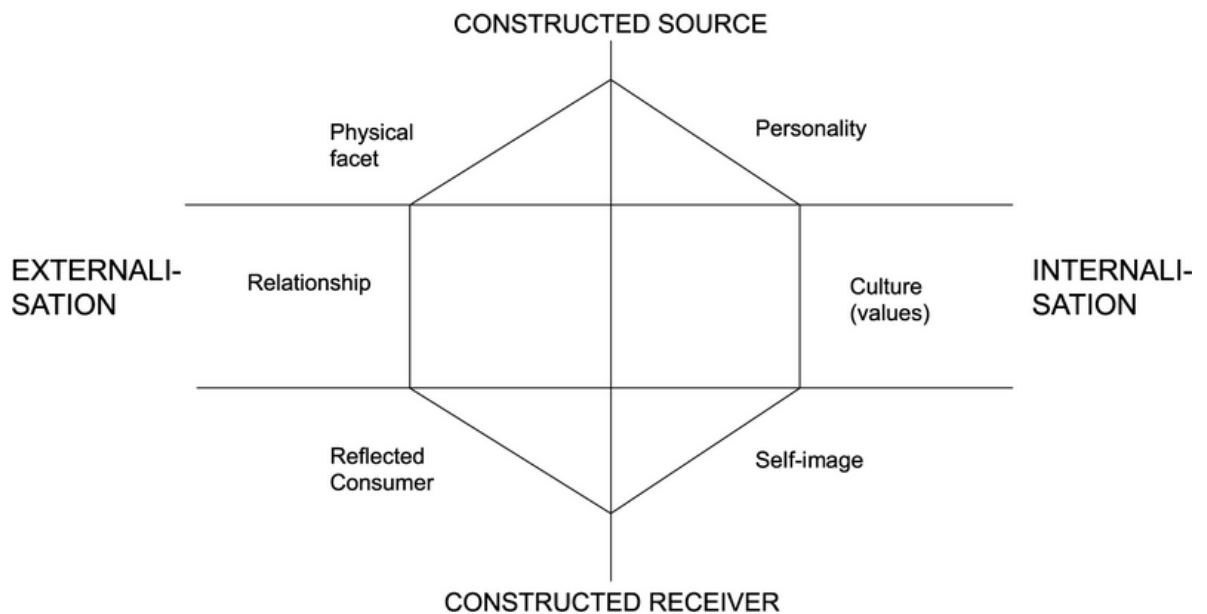 CONSTRUCTED SOURCE
Physical
facet
Personality
EXTERNALI-
SATION
Relationship
Culture
(values)
INTERNALI-
SATION
Reflected
Consumer
Self-image
CONSTRUCTED RECEIVER